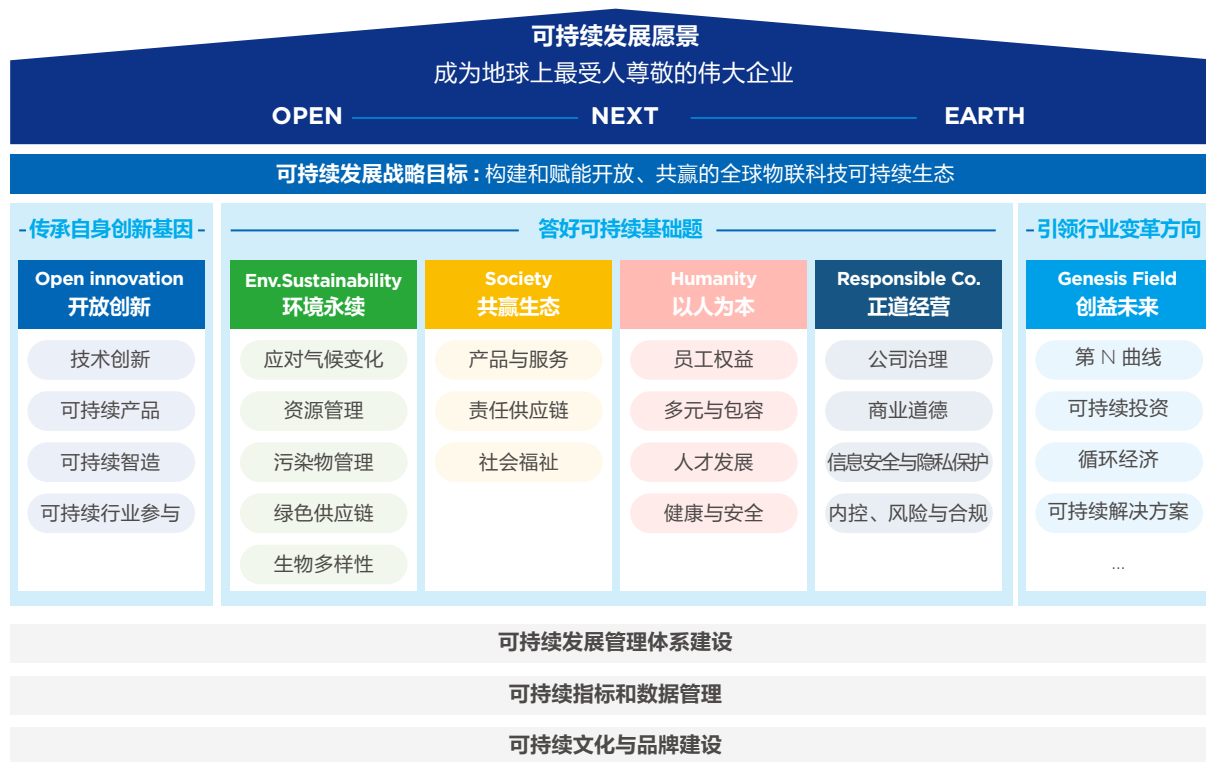 可持续发展愿景
成为地球上最受人尊敬的伟大企业
OPEN NEXT EARTH
可持续发展战略目标 : 构建和赋能开放、共赢的全球物联科技可持续生态
传承自身创新基因
Open innovation
开放创新
技术创新
可持续产品
可持续智造
可持续行业参与
答好可持续基础题
Env.Sustainability
环境永续
应对气候变化
资源管理
污染物管理
绿色供应链
生物多样性
Society
共赢生态
产品与服务
责任供应链
社会福祉
Humanity
以人为本
员工权益
多元与包容
人才发展
健康与安全
Responsible Co.
正道经营
公司治理
商业道德
信息安全与隐私保护
内控、风险与合规
引领行业变革方向
Genesis Field
创益未来
第 N 曲线
可持续投资
循环经济
可持续解决方案
...
可持续发展管理体系建设
可持续指标和数据管理
可持续文化与品牌建设